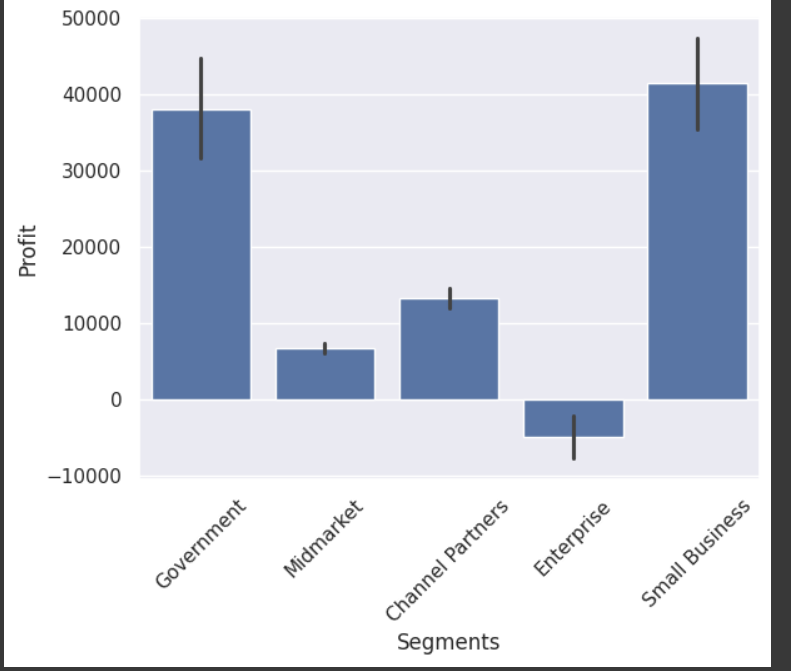 50000
40000
30000
20000
10000
0
−10000
Profit
Government
Midmarket
Channel Partners
Enterprise
Small Business
Segments